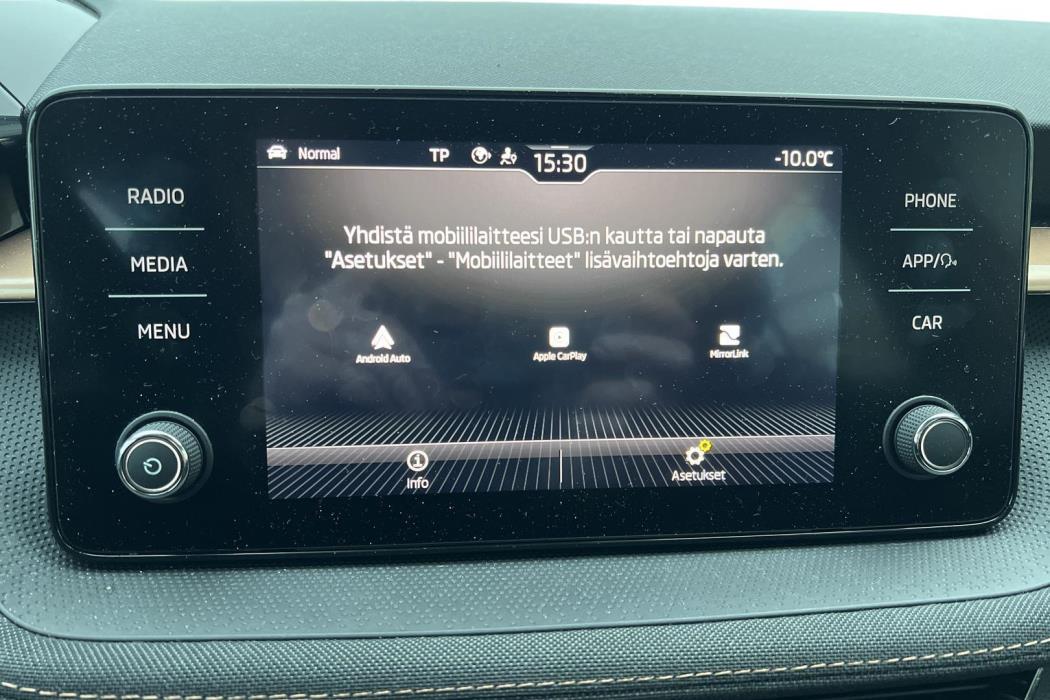 Normal TP 15:30 -10.0°C
RADIO
MEDIA
MENU
Yhdistä mobiililaitteesi USB:n kautta tai napauta
"Asetukset" - "Mobiililaitteet" lisävaihtoehtoja varten.
Android Auto
Apple CarPlay
MirrorLink
Info
Asetukset
PHONE
APP/
CAR